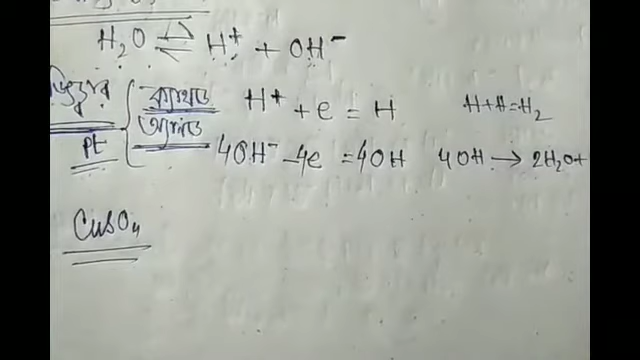 H₂O ⇌ H⁺ + OH⁻
ক্যাথোড H⁺ + e = H H+H=H₂
অ্যানোড
Pt 4OH⁻ - 4e = 4OH 4OH → 2H₂O+
CuSO₄